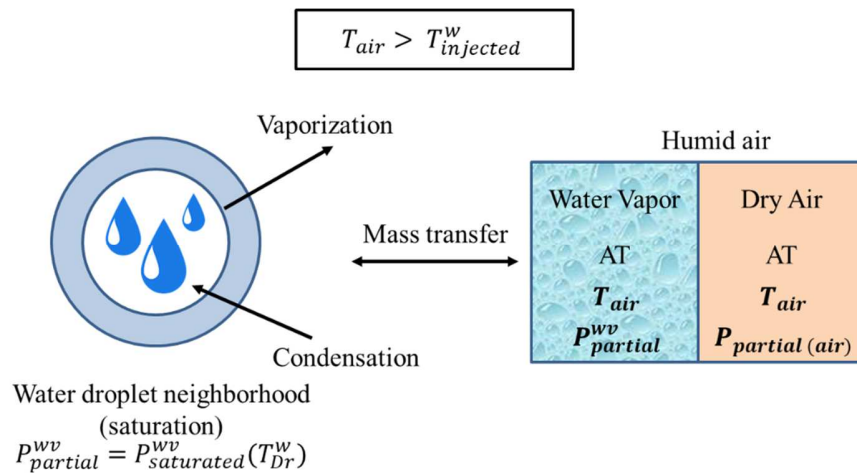 T_air > T^w_injected
Vaporization
Humid air
Water Vapor
Dry Air
Mass transfer
AT
AT
T_air
T_air
P^wv_partial
P_partial (air)
Condensation
Water droplet neighborhood
(saturation)
P^wv_partial = P^wv_saturated(T^w_Dr)